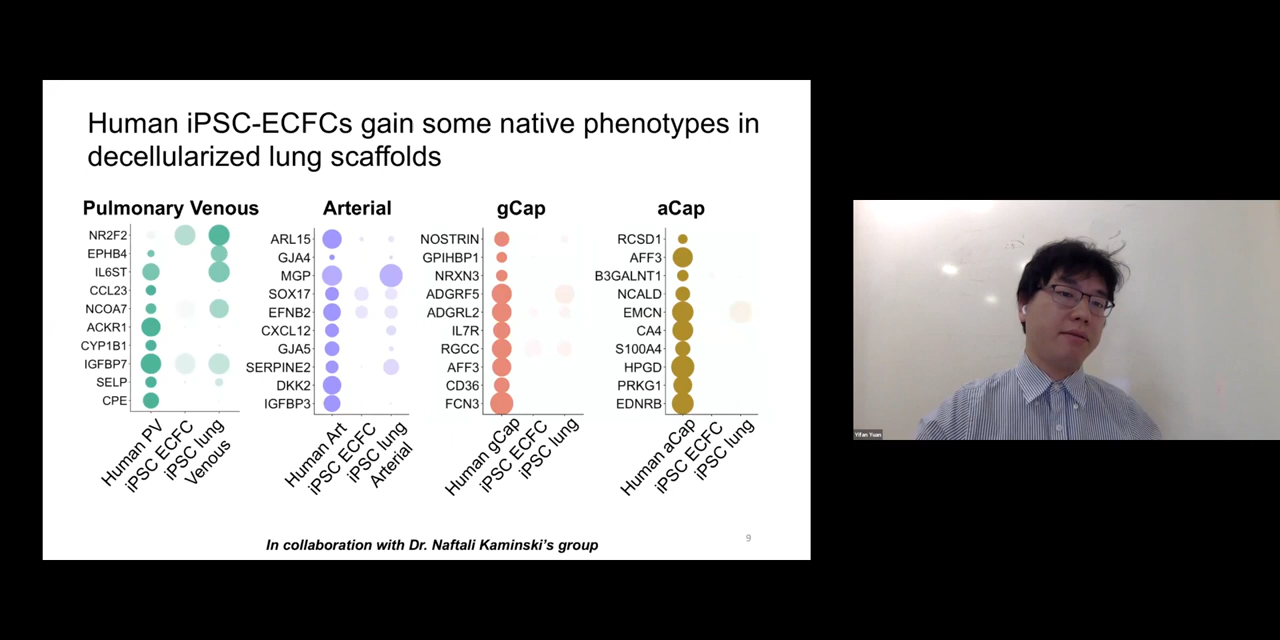 Human iPSC-ECFCs gain some native phenotypes in
decellularized lung scaffolds
Pulmonary Venous
NR2F2
EPHB4
IL6ST
CCL23
NCOA7
ACKR1
CYP1B1
IGFBP7
SELP
CPE
Human PV
iPSC ECFC
iPSC lung
Venous
Arterial
ARL15
GJA4
MGP
SOX17
EFNB2
CXCL12
GJA5
SERPINE2
DKK2
IGFBP3
Human Art
iPSC ECFC
iPSC lung
Arterial
gCap
NOSTRIN
GPIHBP1
NRXN3
ADGRF5
ADGRL2
IL7R
RGCC
AFF3
CD36
FCN3
Human gCap
iPSC ECFC
iPSC lung
aCap
RCSD1
AFF3
B3GALNT1
NCALD
EMCN
CA4
S100A4
HPGD
PRKG1
EDNRB
Human aCap
iPSC ECFC
iPSC lung
In collaboration with Dr. Naftali Kaminski's group
9
Yifan Yuan